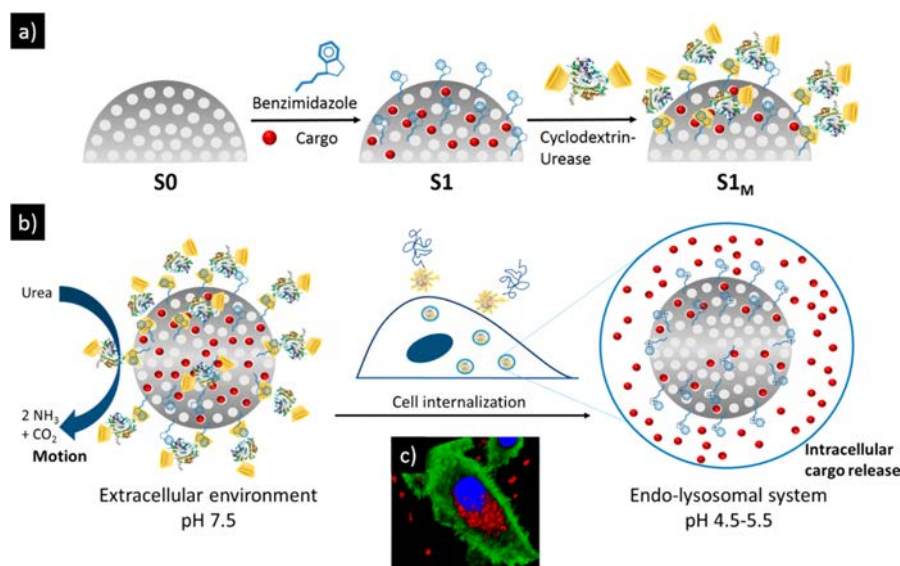 a)
Benzimidazole
Cargo
Cyclodextrin-
Urease
S0
S1
S1M
b)
Urea
2 NH3
+ CO2
Motion
Cell internalization
Intracellular
cargo release
c)
Extracellular environment
pH 7.5
Endo-lysosomal system
pH 4.5-5.5